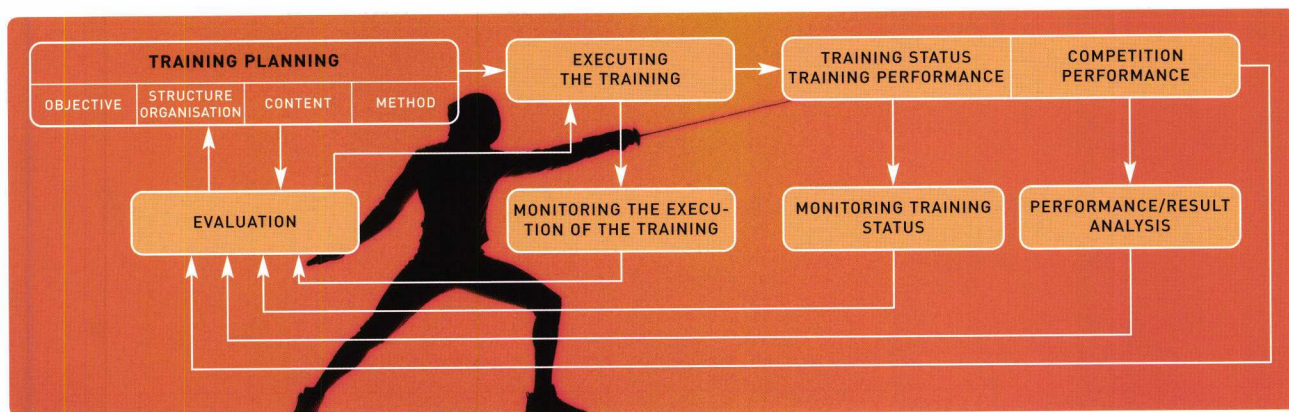 TRAINING PLANNING
OBJECTIVE
STRUCTURE
ORGANISATION
CONTENT
METHOD
EXECUTING
THE TRAINING
TRAINING STATUS
TRAINING PERFORMANCE
COMPETITION
PERFORMANCE
EVALUATION
MONITORING THE EXECU-
TION OF THE TRAINING
MONITORING TRAINING
STATUS
PERFORMANCE/RESULT
ANALYSIS